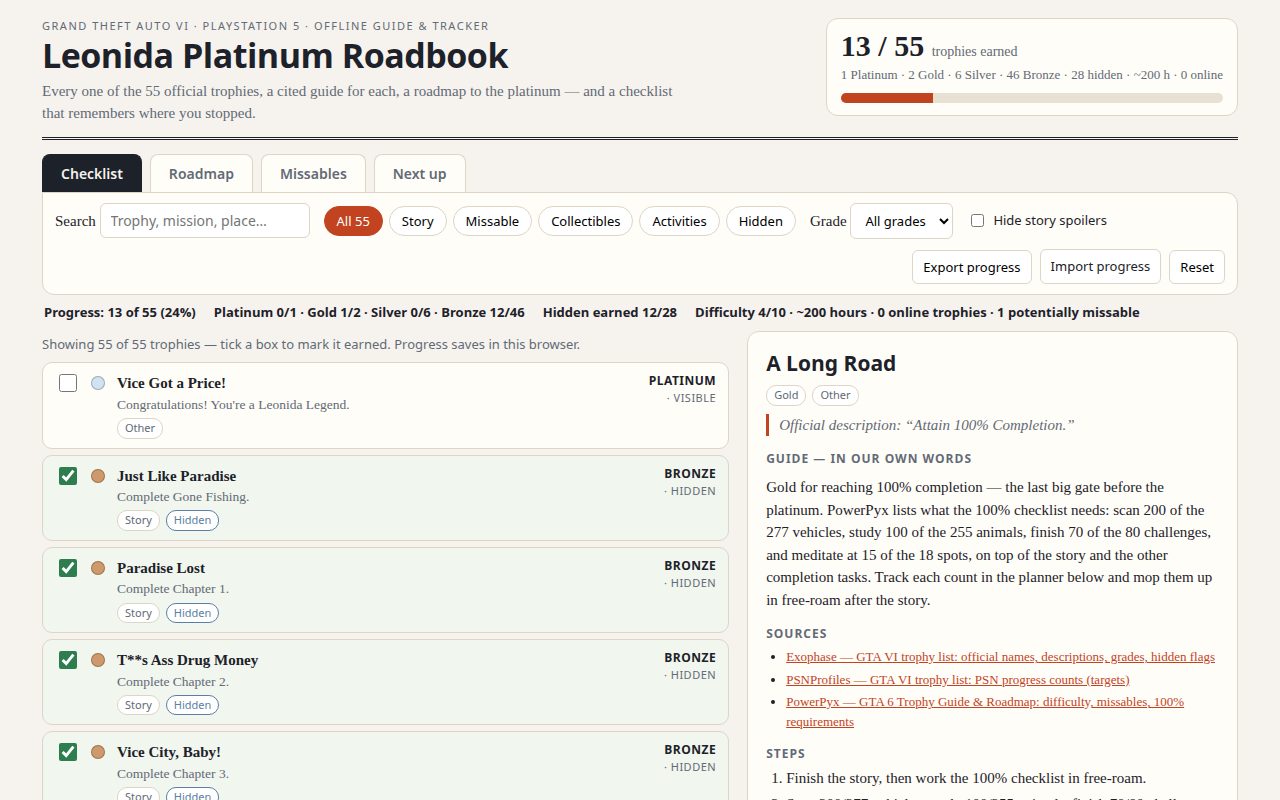 GRAND THEFT AUTO VI · PLAYSTATION 5 · OFFLINE GUIDE & TRACKER
Leonida Platinum Roadbook
Every one of the 55 official trophies, a cited guide for each, a roadmap to the platinum — and a checklist
that remembers where you stopped.
13 / 55 trophies earned
1 Platinum · 2 Gold · 6 Silver · 46 Bronze · 28 hidden · ~200 h · 0 online
Checklist
Roadmap
Missables
Next up
Search Trophy, mission, place... All 55 Story Missable Collectibles Activities Hidden Grade All grades Hide story spoilers
Export progress Import progress Reset
Progress: 13 of 55 (24%) Platinum 0/1 · Gold 1/2 · Silver 0/6 · Bronze 12/46 Hidden earned 12/28 Difficulty 4/10 · ~200 hours · 0 online trophies · 1 potentially missable
Showing 55 of 55 trophies — tick a box to mark it earned. Progress saves in this browser.
Vice Got a Price!
PLATINUM
Congratulations! You're a Leonida Legend.
· VISIBLE
Other
Just Like Paradise
BRONZE
Complete Gone Fishing.
· HIDDEN
Story Hidden
Paradise Lost
BRONZE
Complete Chapter 1.
· HIDDEN
Story Hidden
T**s Ass Drug Money
BRONZE
Complete Chapter 2.
· HIDDEN
Story Hidden
Vice City, Baby!
BRONZE
Complete Chapter 3.
· HIDDEN
Story Hidden
A Long Road
Gold Other
Official description: “Attain 100% Completion.”
GUIDE — IN OUR OWN WORDS
Gold for reaching 100% completion — the last big gate before the
platinum. PowerPyx lists what the 100% checklist needs: scan 200 of the
277 vehicles, study 100 of the 255 animals, finish 70 of the 80 challenges,
and meditate at 15 of the 18 spots, on top of the story and the other
completion tasks. Track each count in the planner below and mop them up
in free-roam after the story.
SOURCES
• Exophase — GTA VI trophy list: official names, descriptions, grades, hidden flags
• PSNProfiles — GTA VI trophy list: PSN progress counts (targets)
• PowerPyx — GTA 6 Trophy Guide & Roadmap: difficulty, missables, 100%
requirements
STEPS
1. Finish the story, then work the 100% checklist in free-roam.